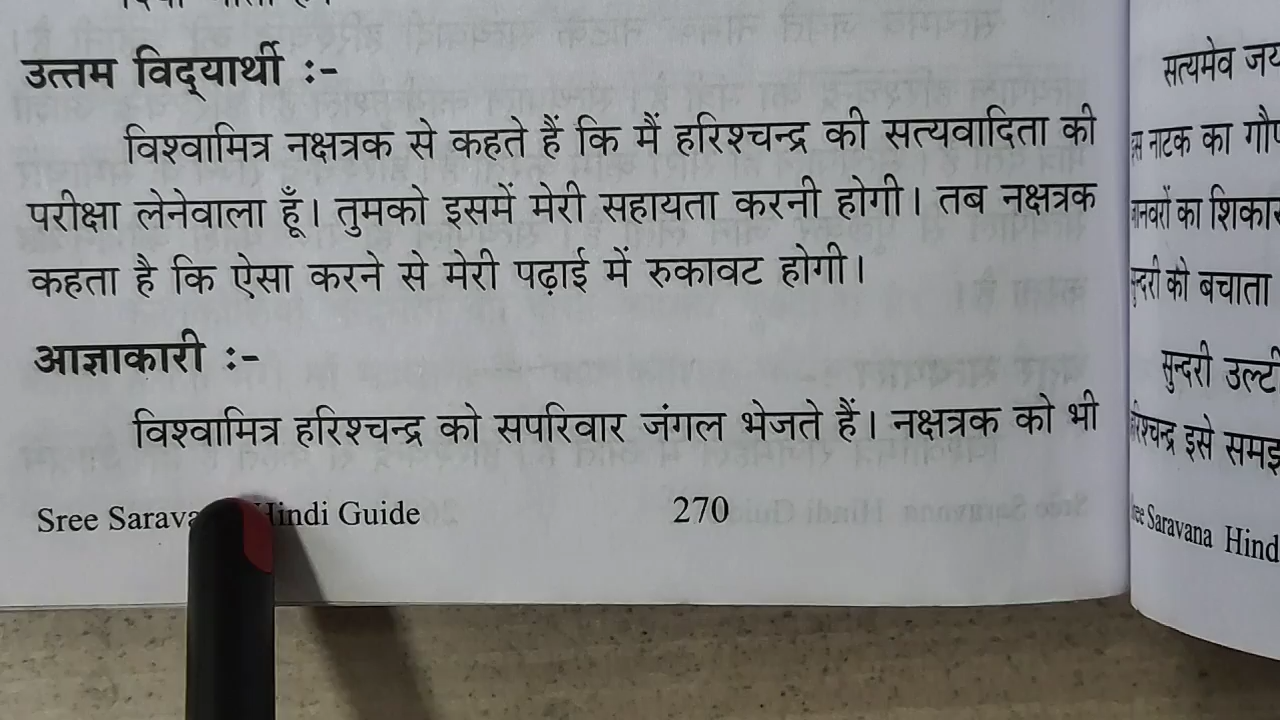 उत्तम विद्‌यार्थी :-
विश्वामित्र नक्षत्रक से कहते हैं कि मैं हरिश्चन्द्र की सत्यवादिता की
परीक्षा लेनेवाला हूँ। तुमको इसमें मेरी सहायता करनी होगी। तब नक्षत्रक
कहता है कि ऐसा करने से मेरी पढ़ाई में रुकावट होगी।
आज्ञाकारी :-
विश्वामित्र हरिश्चन्द्र को सपरिवार जंगल भेजते हैं। नक्षत्रक को भी
Sree Hindi Guide 270
सत्यमेव
नाटक का
का
को बचाता
सुन्दरी
इसे
Saravana